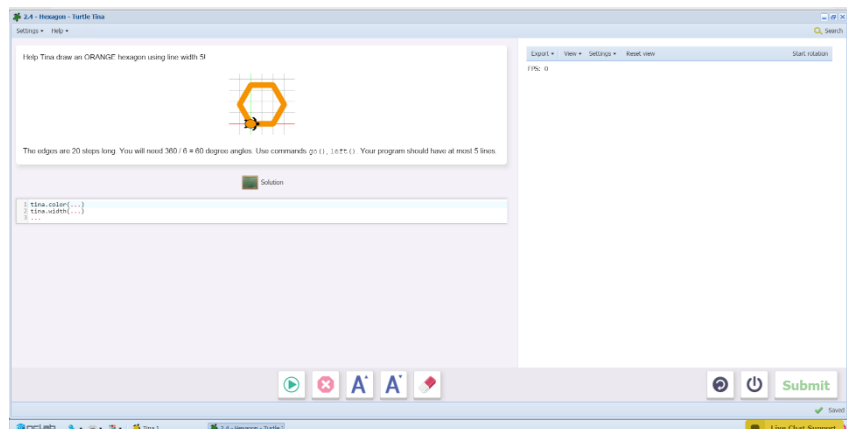 2.4 - Hexagon - Turtle Tina
Settings Help
Search
Help Tina draw an ORANGE hexagon using line width 5!
The edges are 20 steps long. You will need 360 / 6 = 60 degree angles. Use commands go(), left(). Your program should have at most 5 lines.
Solution
1 tina.color(...)
2 tina.width(...)
3 ...
Export View Settings Reset view Start rotation
FPS: 0
A A
Submit
Saved
Tina 1 2.4 - Hexagon - Turtle T
Live Chat Support